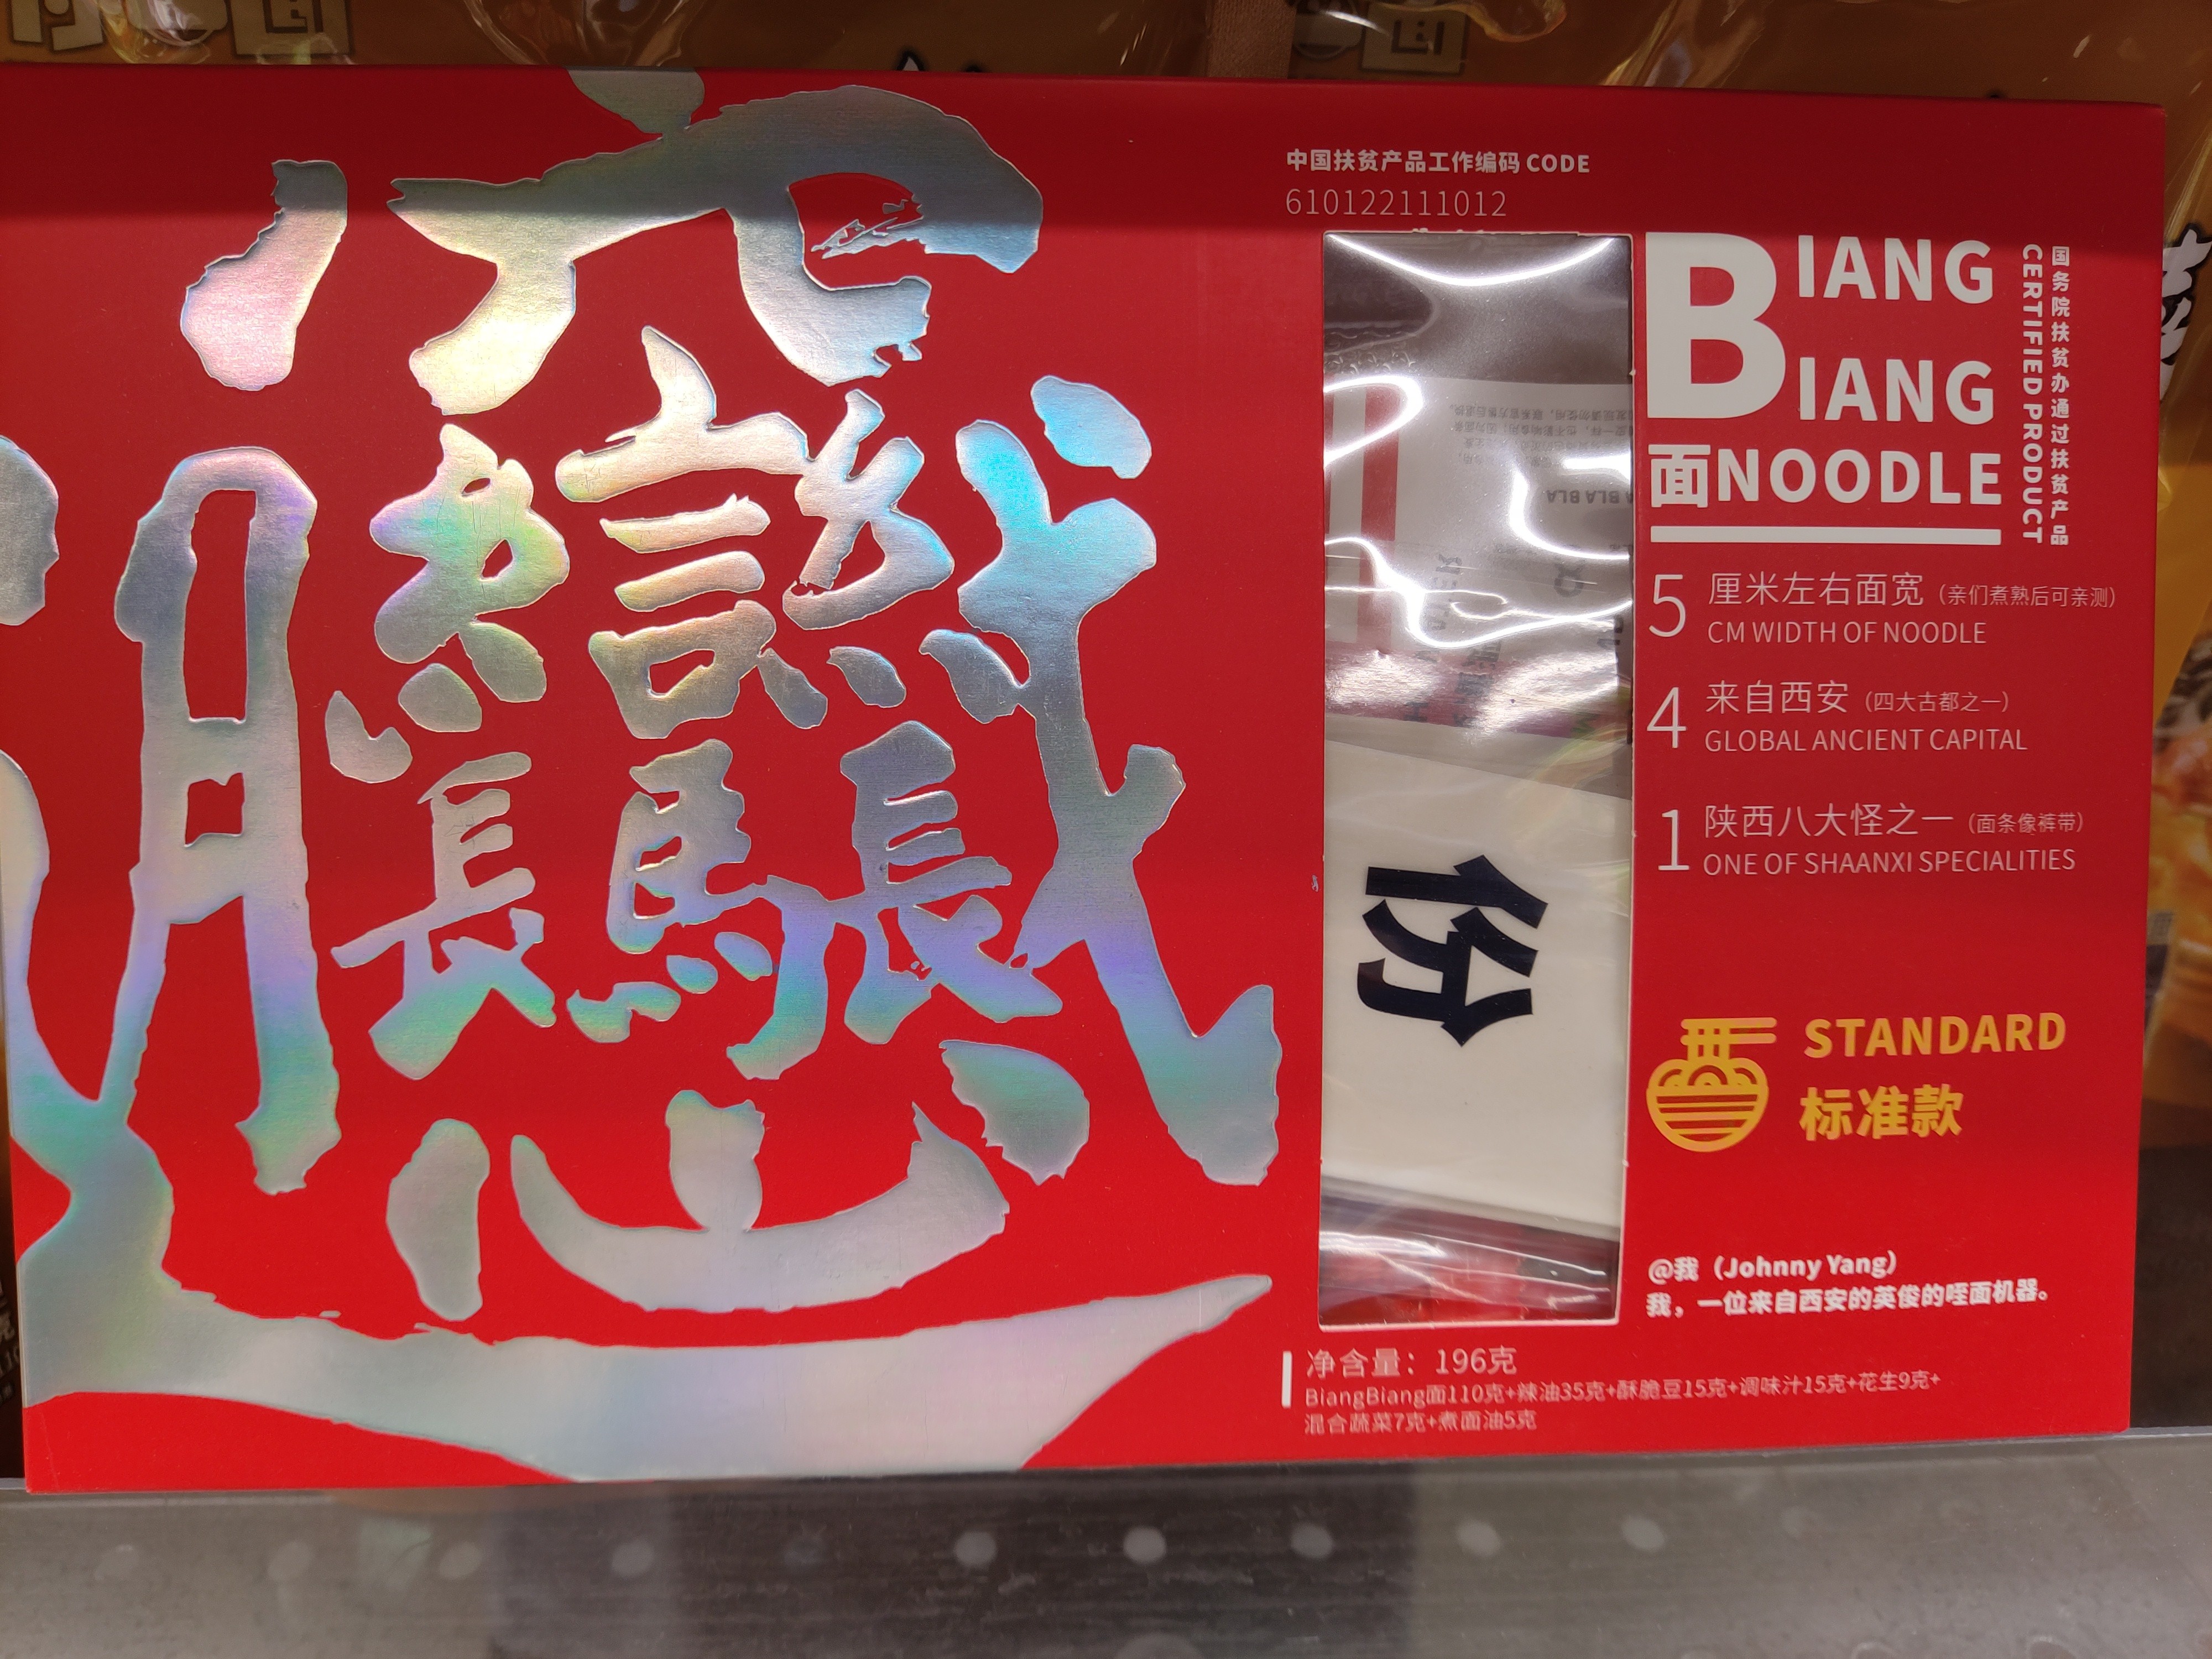 𰻞
中国扶贫产品工作编码 CODE
610122111012
BIANG
BIANG
面NOODLE
国务院扶贫办通过扶贫产品
CERTIFIED PRODUCT
5 厘米左右面宽（亲们煮熟后可亲测）
CM WIDTH OF NOODLE
4 来自西安（四大古都之一）
GLOBAL ANCIENT CAPITAL
1 陕西八大怪之一（面条像裤带）
ONE OF SHAANXI SPECIALITIES
份
STANDARD
标准款
@我（Johnny Yang）
我，一位来自西安的英俊的咥面机器。
净含量：196克
BiangBiang面110克+辣油35克+酥脆豆15克+调味汁15克+花生9克+
混合蔬菜7克+煮面油5克